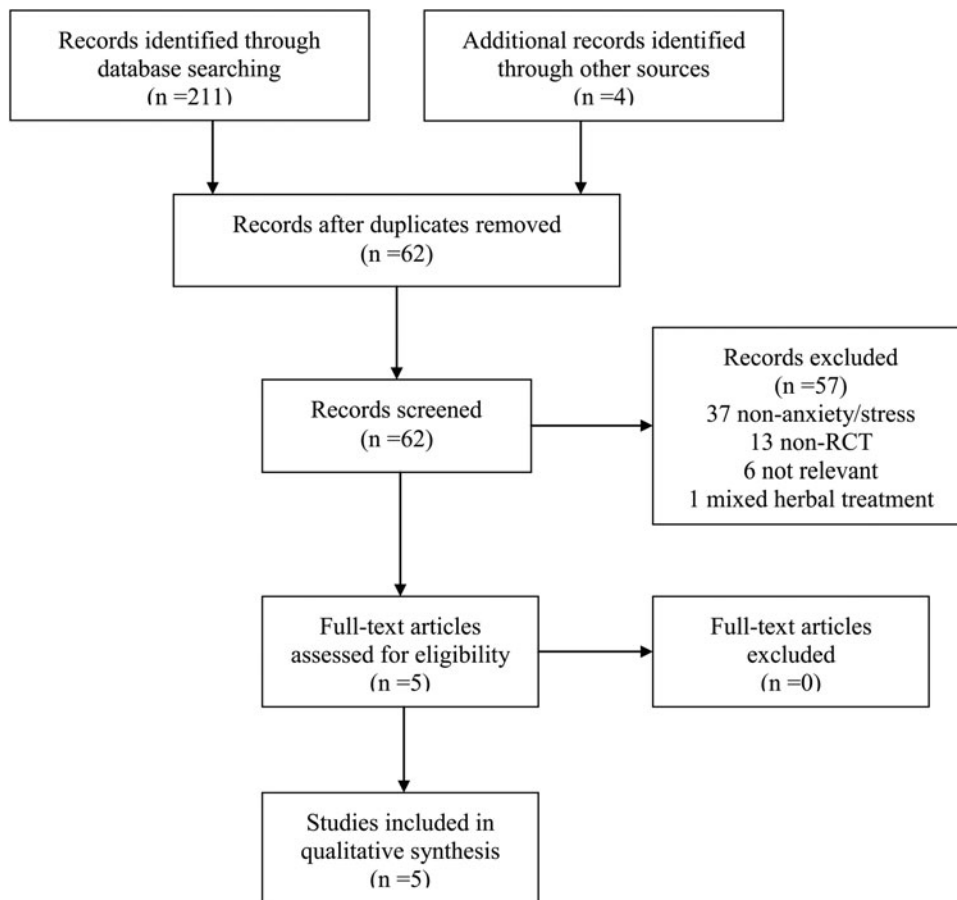 Records identified through
database searching
(n =211)
Additional records identified
through other sources
(n =4)
Records after duplicates removed
(n =62)
Records screened
(n =62)
Records excluded
(n =57)
37 non-anxiety/stress
13 non-RCT
6 not relevant
1 mixed herbal treatment
Full-text articles
assessed for eligibility
(n =5)
Full-text articles
excluded
(n =0)
Studies included in
qualitative synthesis
(n =5)